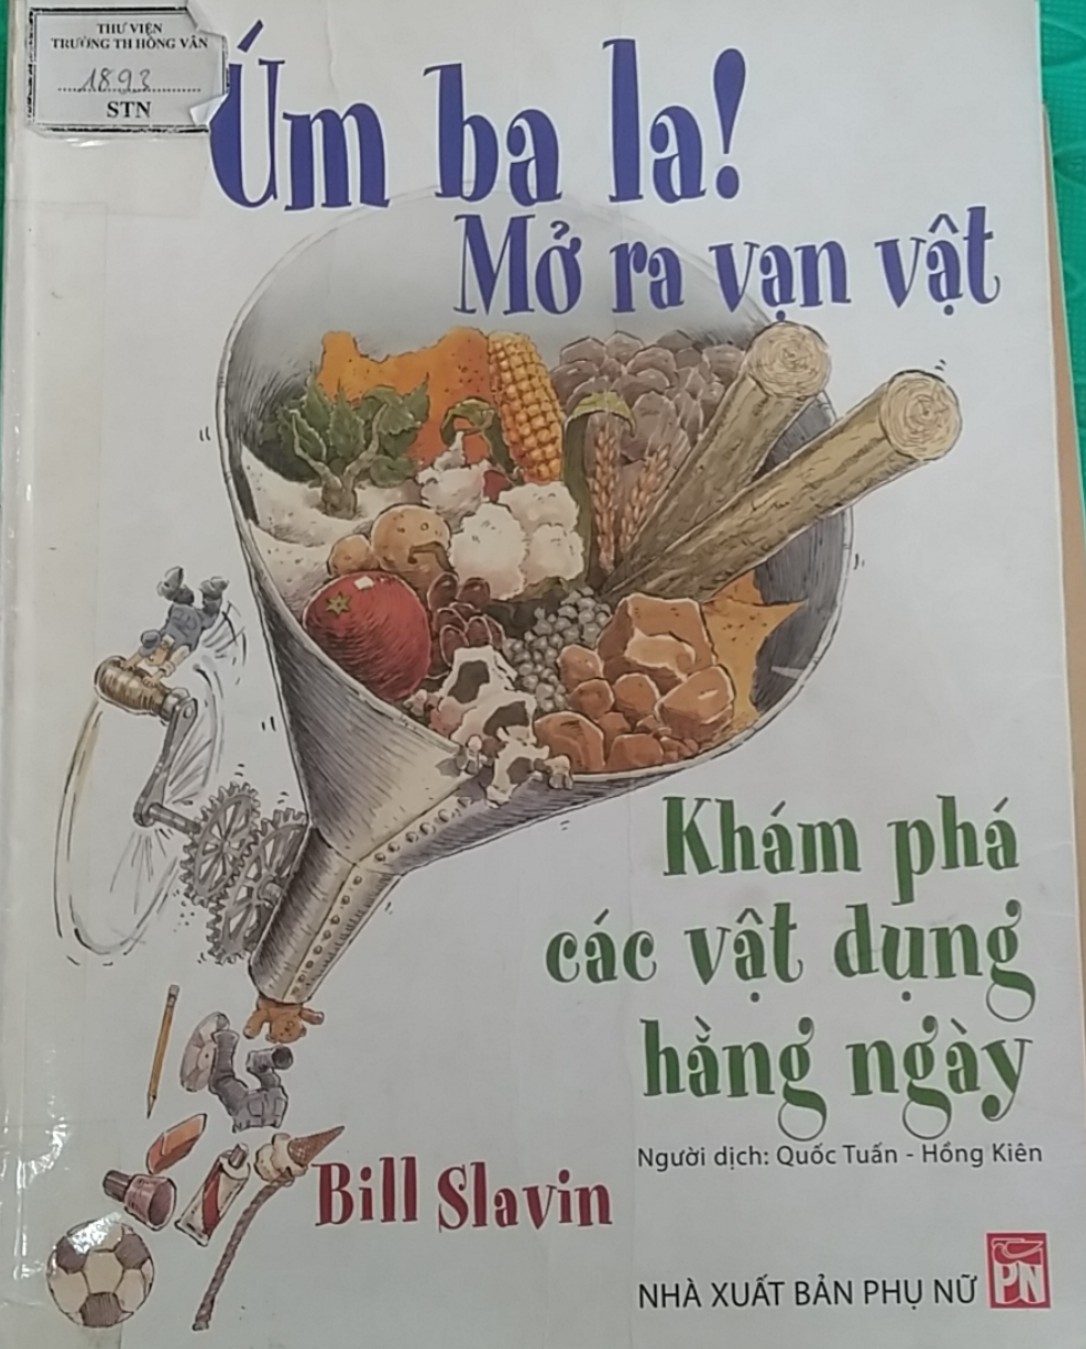 THƯ VIỆN
TRƯỜNG TH HỒNG VÂN
1893
STN
Úm ba la!
Mở ra vạn vật
Khám phá
các vật dụng
hằng ngày
Người dịch: Quốc Tuấn - Hồng Kiên
Bill Slavin
NHÀ XUẤT BẢN PHỤ NỮ
PN